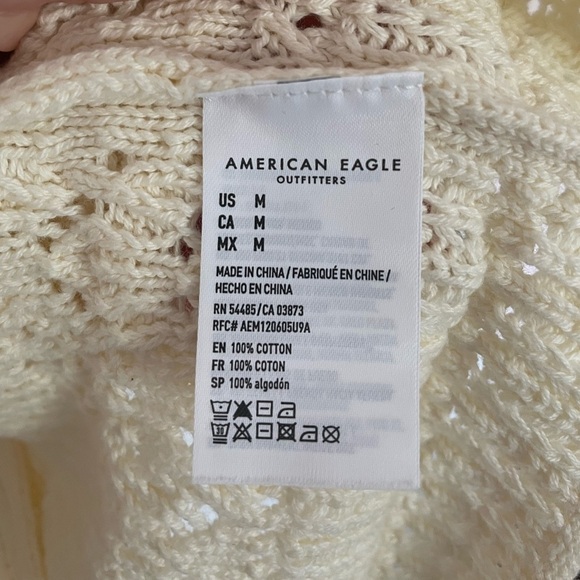 AMERICAN EAGLE
OUTFITTERS
US M
CA M
MX M
MADE IN CHINA / FABRIQUÉ EN CHINE /
HECHO EN CHINA
RN 54485/CA 03873
RFC# AEM120605U9A
EN 100% COTTON
FR 100% COTON
SP 100% algodón
30